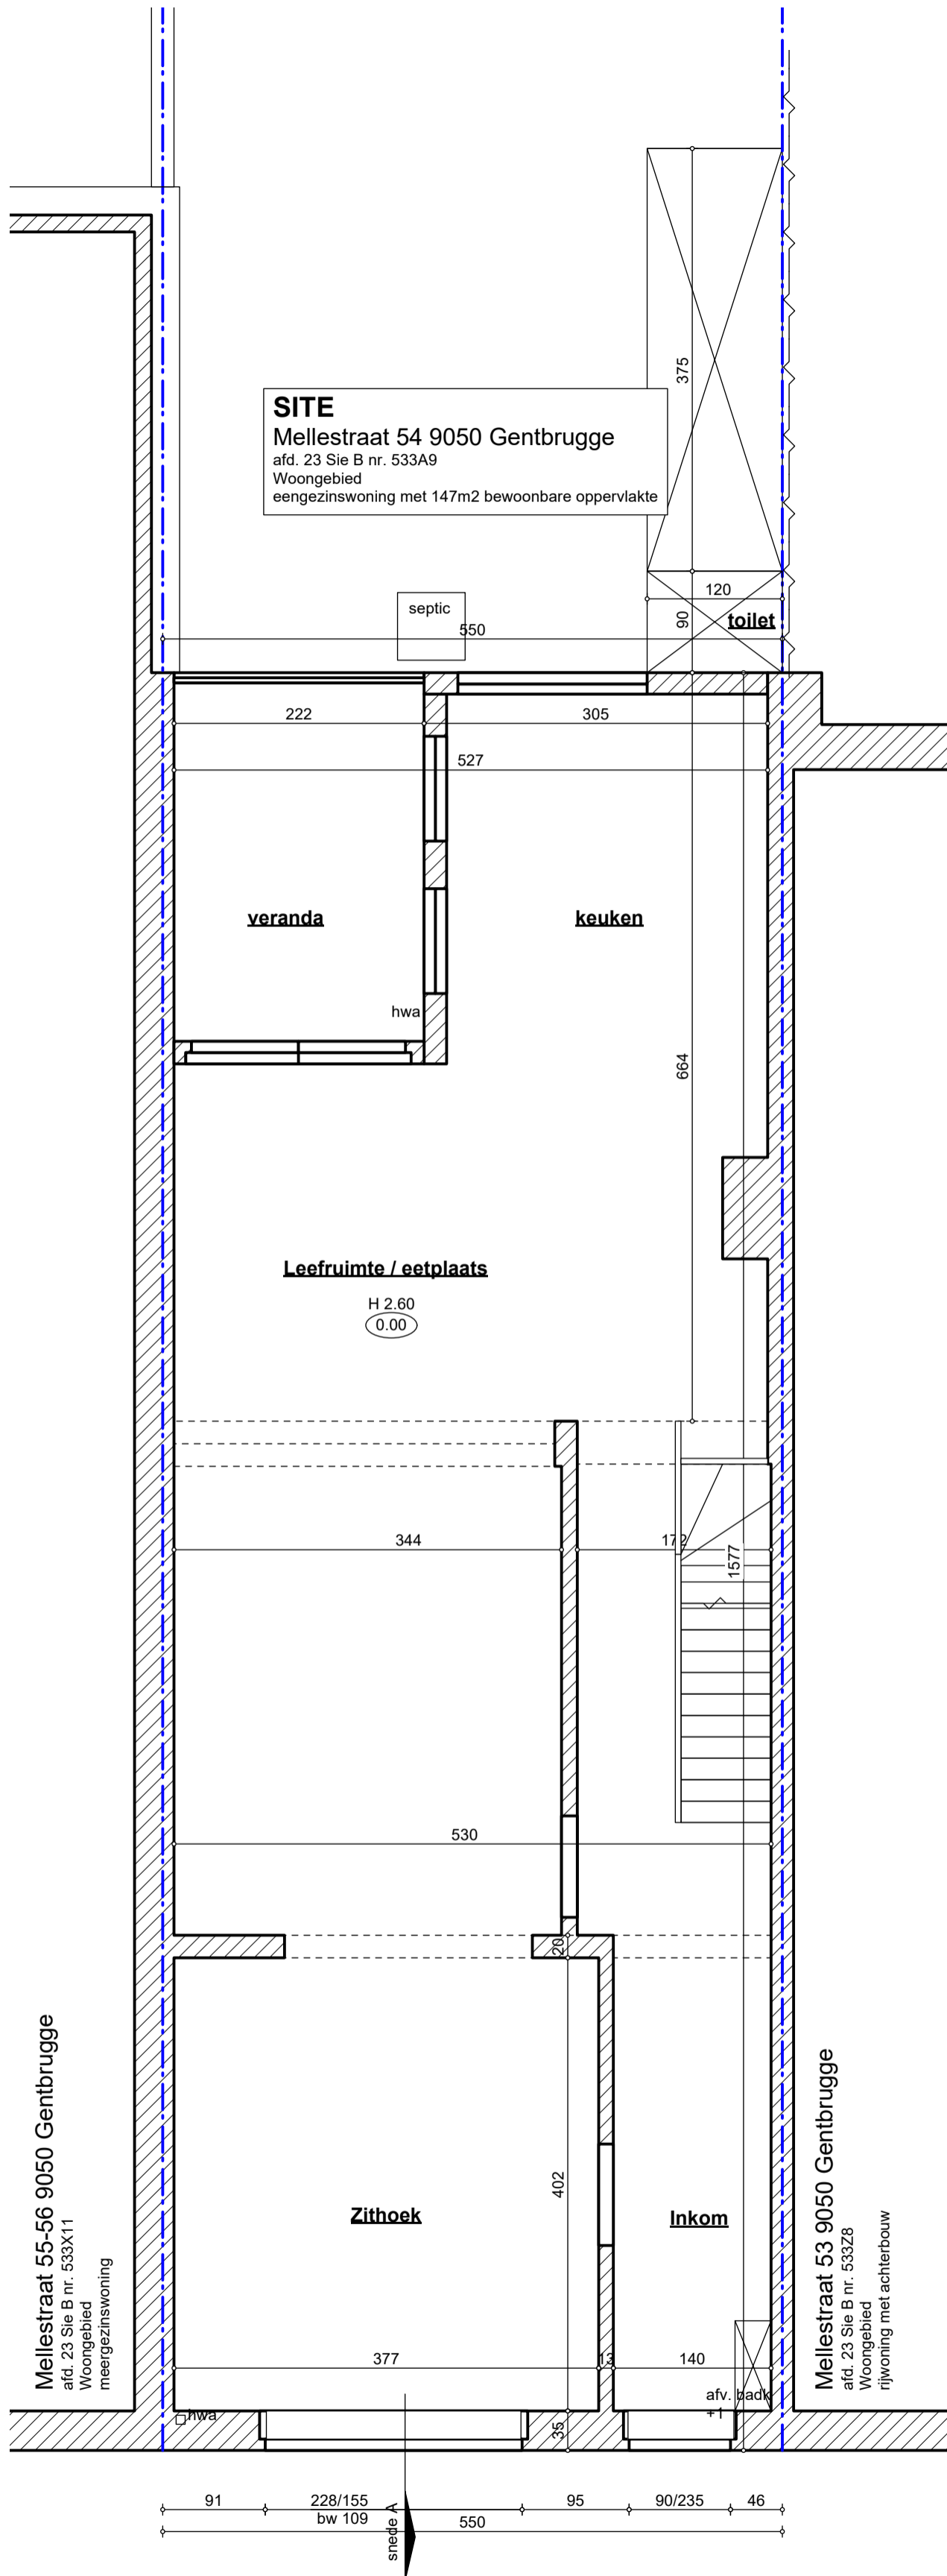 375
SITE
Mellestraat 54 9050 Gentbrugge
afd. 23 Sie B nr. 533A9
Woongebied
eengezinswoning met 147m2 bewoonbare oppervlakte
120
90
toilet
septic
550
222
305
527
veranda
keuken
hwa
664
Leefruimte / eetplaats
H 2.60
0.00
344
172
1577
530
20
402
Zithoek
Inkom
Mellestraat 55-56 9050 Gentbrugge
afd. 23 Sie B nr. 533X11
Woongebied
meergezinswoning
Mellestraat 53 9050 Gentbrugge
afd. 23 Sie B nr. 533Z8
Woongebied
rijwoning met achterbouw
377
13
140
afv. badk
+1
hwa
35
91
228/155
bw 109
95
90/235
46
550
snede A